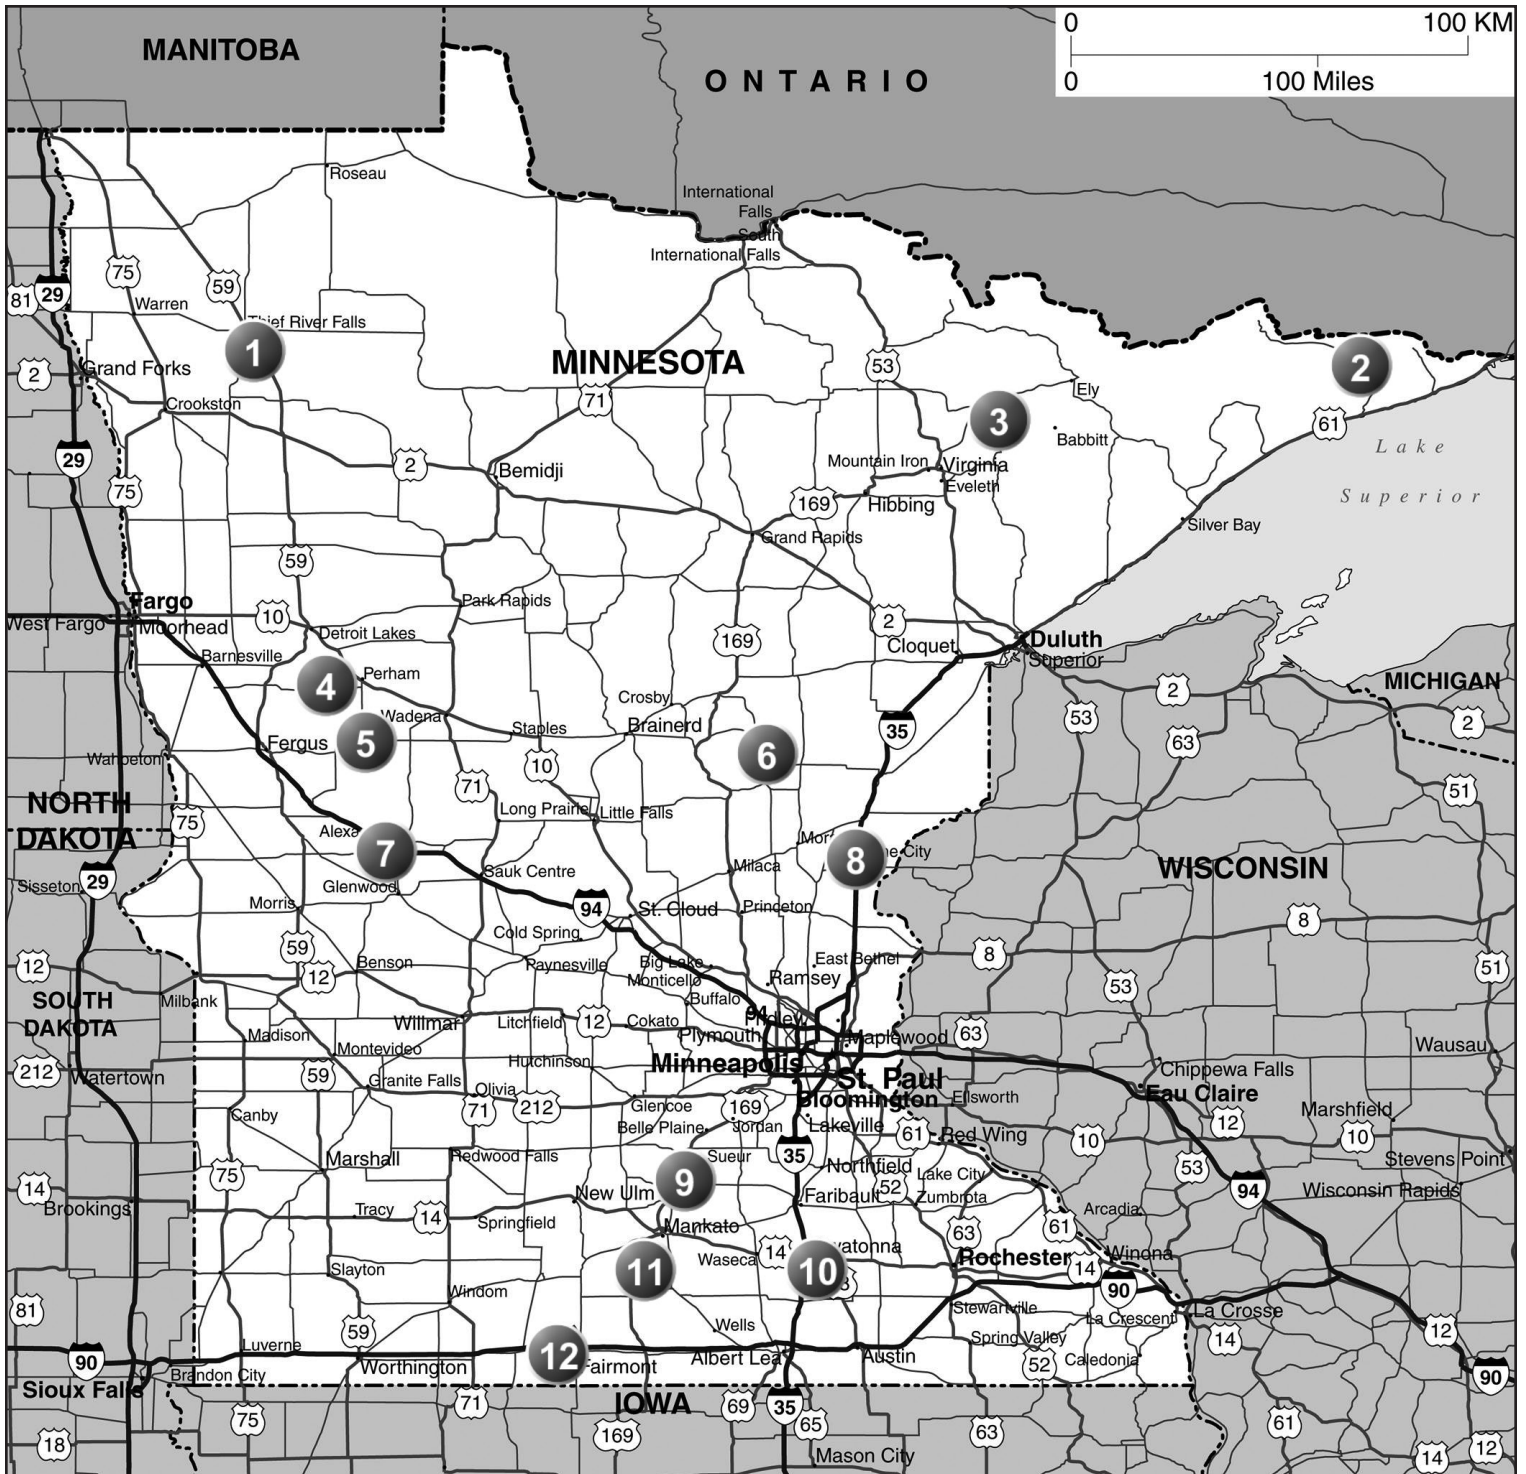 MANITOBA
ONTARIO
0
100 KM
0
100 Miles
Roseau
International
Falls
South
International Falls
75
59
81
29
Warren
Thief River Falls
1
MINNESOTA
53
2
2
Grand Forks
Crookston
71
Ely
3
61
Babbitt
Lake
Superior
29
2
Bemidji
Mountain Iron
Virginia
Eveleth
75
169
Hibbing
Silver Bay
Grand Rapids
59
Fargo
Park Rapids
West Fargo
Moorhead
10
Detroit Lakes
2
169
Cloquet
Duluth
Superior
Barnesville
4
Perham
MICHIGAN
Crosby
2
53
2
Wadena
Staples
Brainerd
35
63
Fergus
5
6
Wahpeton
10
71
51
NORTH
DAKOTA
75
Long Prairie
Little Falls
Alexa
7
8
ne City
Milaca
WISCONSIN
Sisseton
29
Glenwood
Sauk Centre
Morris
94
St. Cloud
Princeton
8
59
Cold Spring
12
12
Benson
Paynesville
Big Lake
East Bethel
8
51
Monticello
Ramsey
53
SOUTH
DAKOTA
Milbank
Buffalo
94
Madison
Willmar
Litchfield
12
Cokato
Plymouth
Maplewood
63
Wausau
Montevideo
Hutchinson
Minneapolis
Chippewa Falls
212
Watertown
59
Granite Falls
Olivia
St. Paul
Eau Claire
71
212
Glencoe
169
Bloomington
Ellsworth
Marshfield
Canby
Belle Plaine
Jordan
Lakeville
61
Red Wing
10
12
10
35
Marshall
Redwood Falls
Sueur
Northfield
Lake City
53
Stevens Point
75
14
Brookings
New Ulm
9
52
Faribault
Zumbrota
94
Wisconsin Rapids
Tracy
14
Springfield
Mankato
63
61
Arcadia
Waseca
14
atonna
Rochester
14
Winona
Slayton
11
10
90
81
Windom
Stewartville
La Crescent
La Crosse
59
Wells
Spring Valley
14
12
Luverne
90
12
Albert Lea
Austin
52
Caledonia
Brandon City
Worthington
airmont
90
Sioux Falls
71
IOWA
69
35
65
75
18
169
63
61
14
12
Mason City